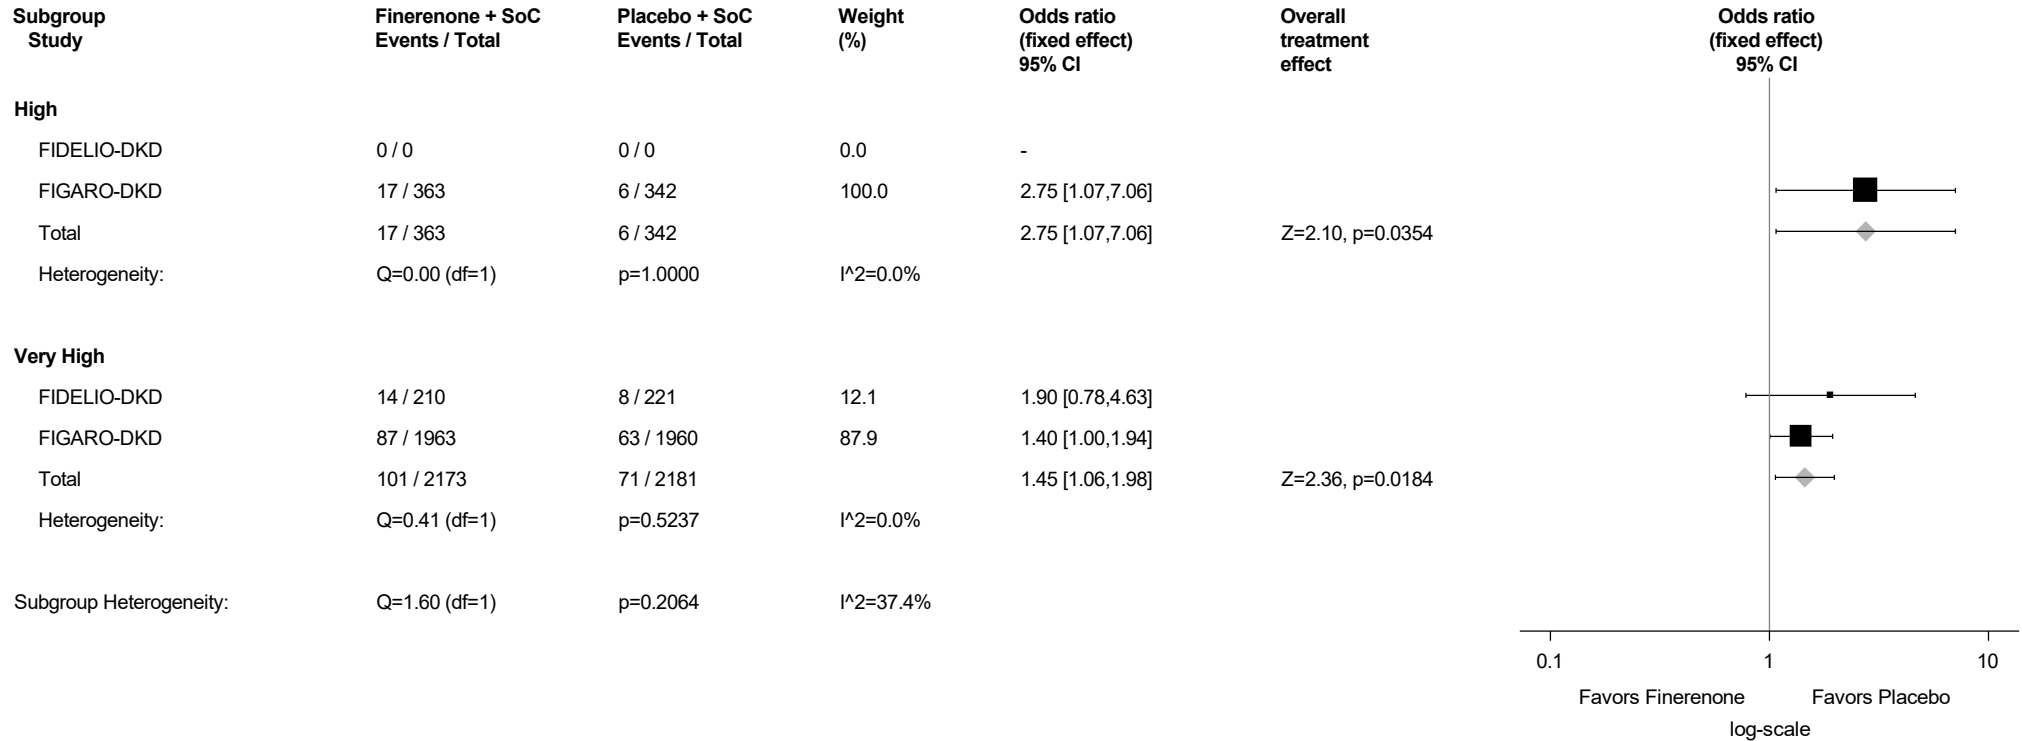 Subgroup Finerenone + SoC Placebo + SoC Weight Odds ratio Overall Odds ratio
Study Events / Total Events / Total (%) (fixed effect) treatment (fixed effect)
95% CI effect 95% CI
High
FIDELIO-DKD 0 / 0 0 / 0 0.0 -
FIGARO-DKD 17 / 363 6 / 342 100.0 2.75 [1.07,7.06]
Total 17 / 363 6 / 342 2.75 [1.07,7.06] Z=2.10, p=0.0354
Heterogeneity: Q=0.00 (df=1) p=1.0000 I^2=0.0%
Very High
FIDELIO-DKD 14 / 210 8 / 221 12.1 1.90 [0.78,4.63]
FIGARO-DKD 87 / 1963 63 / 1960 87.9 1.40 [1.00,1.94]
Total 101 / 2173 71 / 2181 1.45 [1.06,1.98] Z=2.36, p=0.0184
Heterogeneity: Q=0.41 (df=1) p=0.5237 I^2=0.0%
Subgroup Heterogeneity: Q=1.60 (df=1) p=0.2064 I^2=37.4%
0.1 1 10
Favors Finerenone Favors Placebo
log-scale